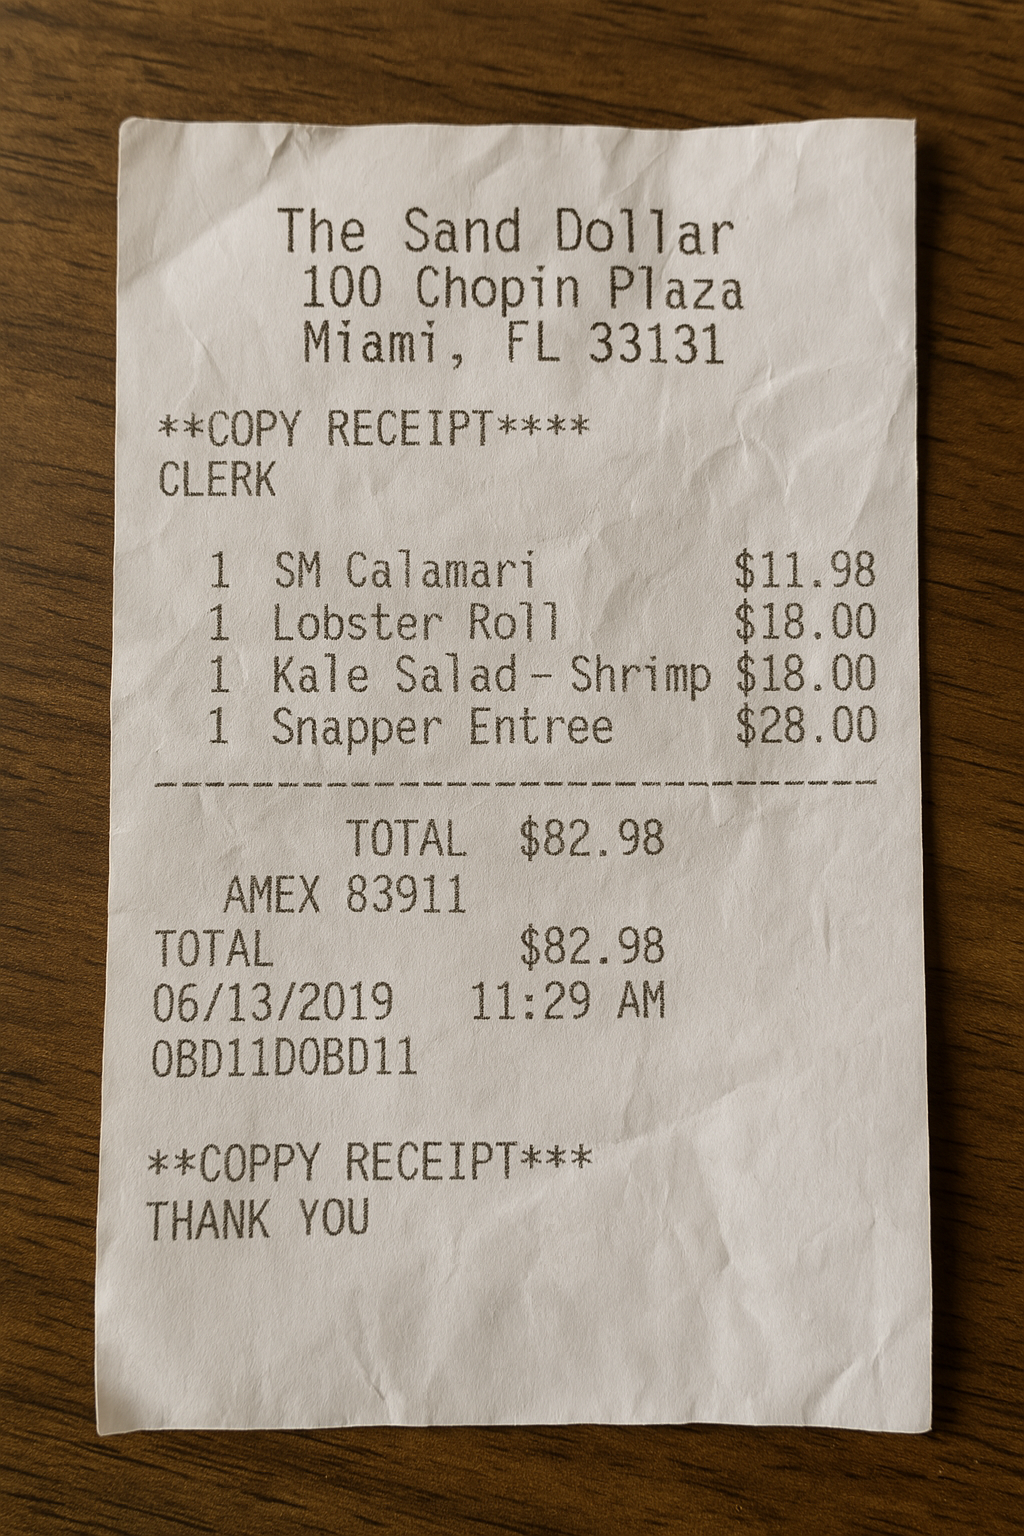 The Sand Dollar
100 Chopin Plaza
Miami, FL 33131
**COPY RECEIPT****
CLERK
1 SM Calamari $11.98
1 Lobster Roll $18.00
1 Kale Salad – Shrimp $18.00
1 Snapper Entree $28.00
-------------------------------
TOTAL $82.98
AMEX 83911
TOTAL $82.98
06/13/2019 11:29 AM
0BD11D0BD11
**COPPY RECEIPT***
THANK YOU